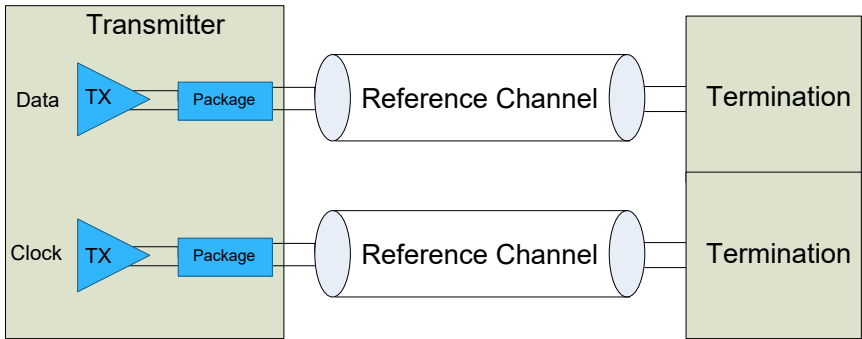 Transmitter
Data
TX
Package
Reference Channel
Termination
Clock
TX
Package
Reference Channel
Termination